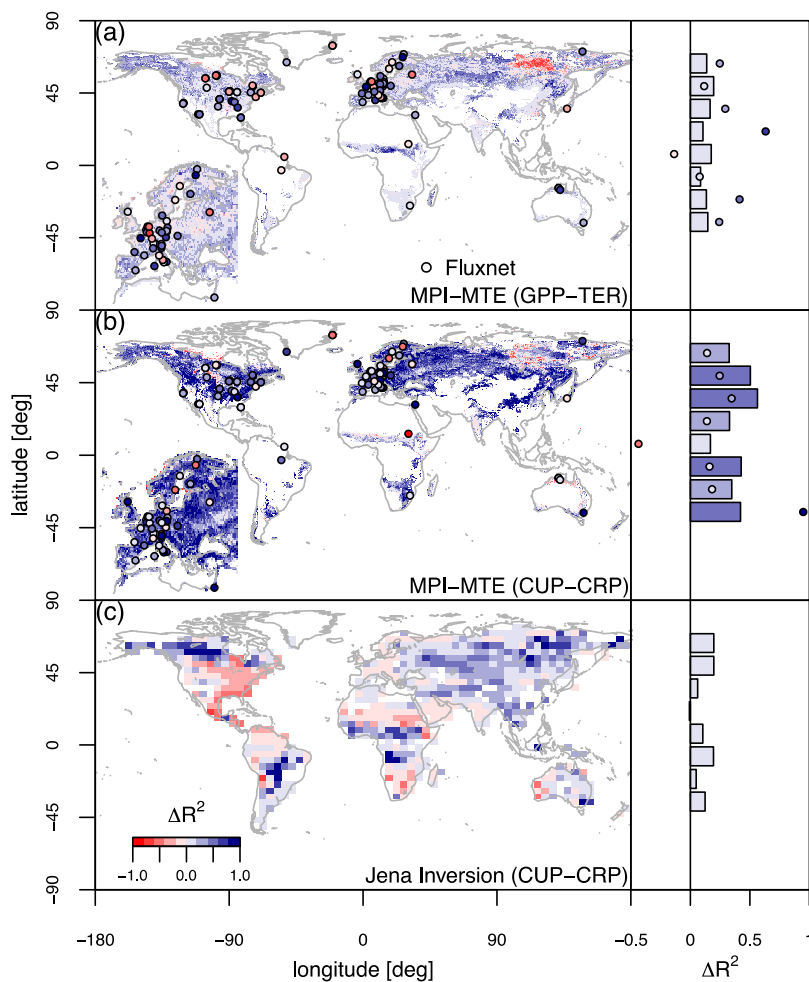 90
(a)
45
0
−45
Fluxnet
MPI−MTE (GPP−TER)
90
(b)
45
0
−45
MPI−MTE (CUP−CRP)
latitude [deg]
90
(c)
45
0
−45
ΔR²
−1.0 0.0 1.0
Jena Inversion (CUP−CRP)
−90
−180 −90 0 90 −0.5 0 0.5 1
longitude [deg] ΔR²